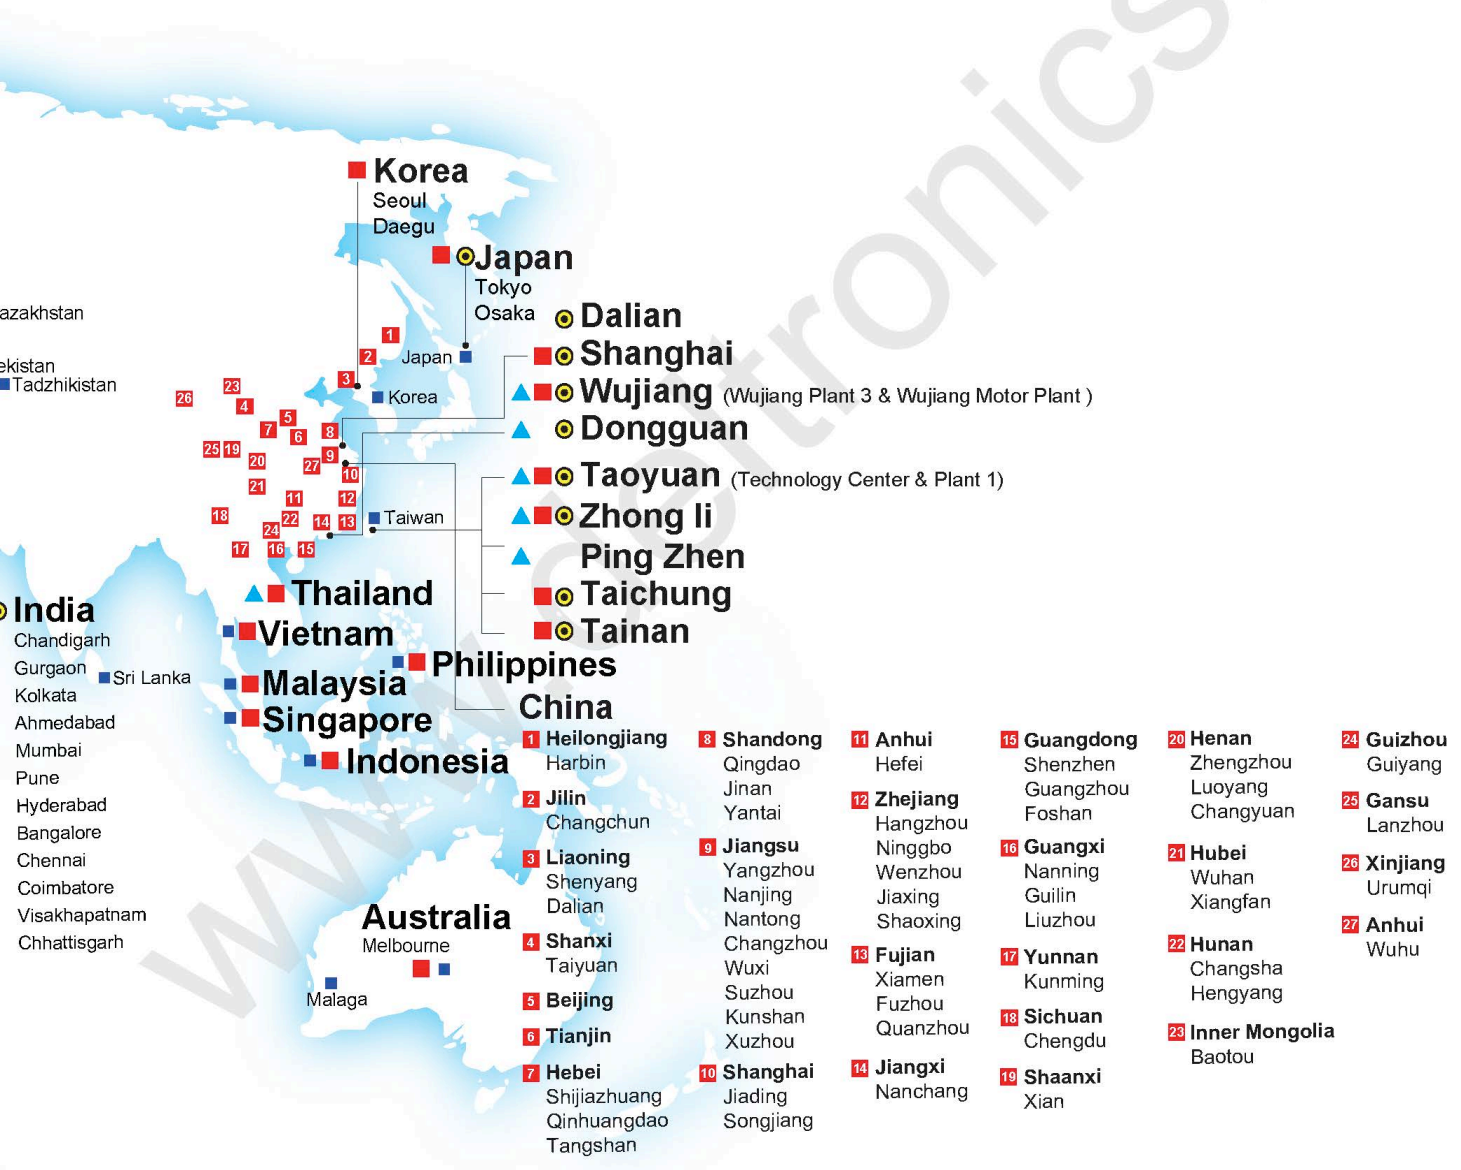 Korea
Seoul
Daegu
Japan
Tokyo
Osaka
azakhstan
ekistan
Tadzhikistan
1
2
Japan
3
Korea
23
26
4
5
7
6
8
25
19
9
20
27
10
21
11
12
18
22
14
13
Taiwan
24
17
16
15
Dalian
Shanghai
Wujiang (Wujiang Plant 3 & Wujiang Motor Plant )
Dongguan
Taoyuan (Technology Center & Plant 1)
Zhong li
Ping Zhen
Taichung
Tainan
Thailand
Vietnam
Philippines
Malaysia
Singapore
Indonesia
India
Chandigarh
Gurgaon
Kolkata
Ahmedabad
Mumbai
Pune
Hyderabad
Bangalore
Chennai
Coimbatore
Visakhapatnam
Chhattisgarh
Sri Lanka
Australia
Melbourne
Malaga
China
1 Heilongjiang
Harbin
2 Jilin
Changchun
3 Liaoning
Shenyang
Dalian
4 Shanxi
Taiyuan
5 Beijing
6 Tianjin
7 Hebei
Shijiazhuang
Qinhuangdao
Tangshan
8 Shandong
Qingdao
Jinan
Yantai
9 Jiangsu
Yangzhou
Nanjing
Nantong
Changzhou
Wuxi
Suzhou
Kunshan
Xuzhou
10 Shanghai
Jiading
Songjiang
11 Anhui
Hefei
12 Zhejiang
Hangzhou
Ninggbo
Wenzhou
Jiaxing
Shaoxing
13 Fujian
Xiamen
Fuzhou
Quanzhou
14 Jiangxi
Nanchang
15 Guangdong
Shenzhen
Guangzhou
Foshan
16 Guangxi
Nanning
Guilin
Liuzhou
17 Yunnan
Kunming
18 Sichuan
Chengdu
19 Shaanxi
Xian
20 Henan
Zhengzhou
Luoyang
Changyuan
21 Hubei
Wuhan
Xiangfan
22 Hunan
Changsha
Hengyang
23 Inner Mongolia
Baotou
24 Guizhou
Guiyang
25 Gansu
Lanzhou
26 Xinjiang
Urumqi
27 Anhui
Wuhu
www.deltronics